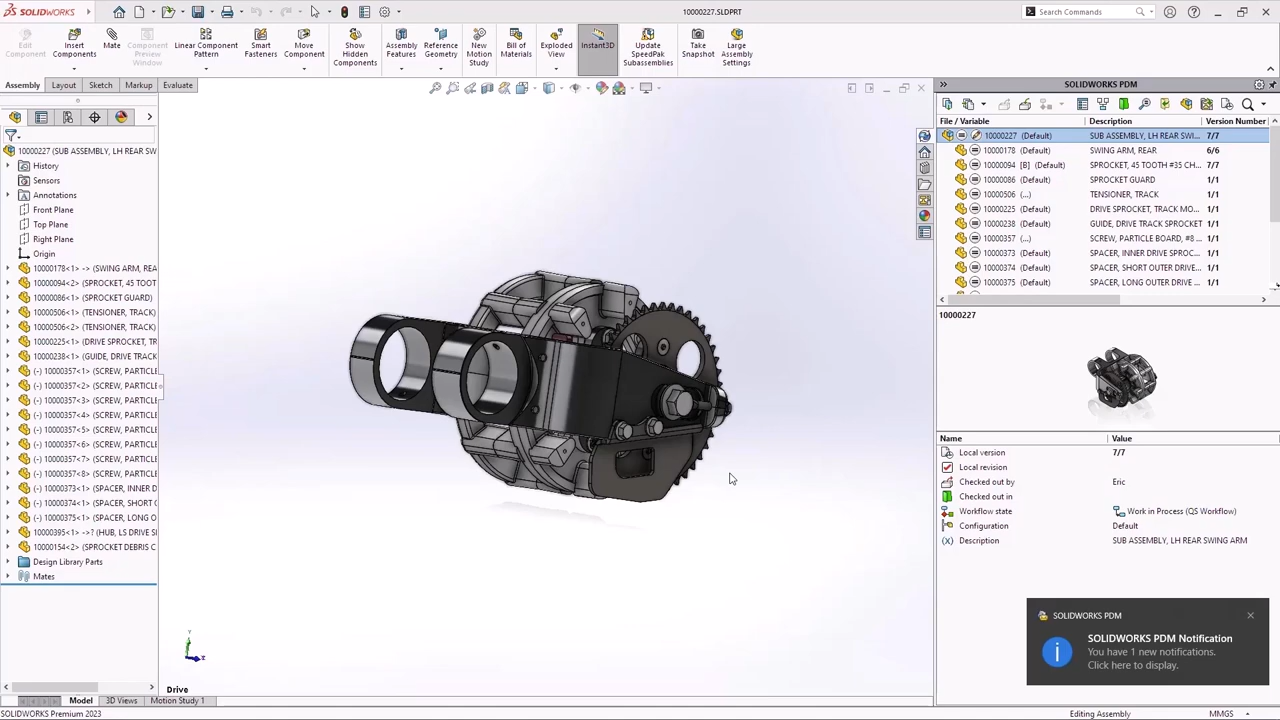 SOLIDWORKS
10000227.SLDPRT
Search Commands
Edit Component
Insert Components
Mate
Component Preview Window
Linear Component Pattern
Smart Fasteners
Move Component
Show Hidden Components
Assembly Features
Reference Geometry
New Motion Study
Bill of Materials
Exploded View
Instant3D
Update SpeedPak Subassemblies
Take Snapshot
Large Assembly Settings
Assembly
Layout
Sketch
Markup
Evaluate
10000227 (SUB ASSEMBLY, LH REAR SW
History
Sensors
Annotations
Front Plane
Top Plane
Right Plane
Origin
10000178<1> -> (SWING ARM, REA
10000094<2> (SPROCKET, 45 TOOT
10000086<1> (SPROCKET GUARD)
10000506<1> (TENSIONER, TRACK)
10000506<2> (TENSIONER, TRACK)
10000225<1> (DRIVE SPROCKET, TR
10000238<1> (GUIDE, DRIVE TRACK
(-) 10000357<1> (SCREW, PARTICLE
(-) 10000357<2> (SCREW, PARTICLE
(-) 10000357<3> (SCREW, PARTICLE
(-) 10000357<4> (SCREW, PARTICLE
(-) 10000357<5> (SCREW, PARTICLE
(-) 10000357<6> (SCREW, PARTICLE
(-) 10000357<7> (SCREW, PARTICLE
(-) 10000357<8> (SCREW, PARTICLE
(-) 10000373<1> (SPACER, INNER D
(-) 10000374<1> (SPACER, SHORT O
(-) 10000375<1> (SPACER, LONG O
10000395<1> ->? (HUB, LS DRIVE SI
10000154<2> (SPROCKET DEBRIS C
Design Library Parts
Mates
Drive
Model
3D Views
Motion Study 1
SOLIDWORKS Premium 2023
SOLIDWORKS PDM
File / Variable Description Version Number
10000227 (Default) SUB ASSEMBLY, LH REAR SWI... 7/7
10000178 (Default) SWING ARM, REAR 6/6
10000094 [B] (Default) SPROCKET, 45 TOOTH #35 CH... 7/7
10000086 (Default) SPROCKET GUARD 1/1
10000506 (...) TENSIONER, TRACK 1/1
10000225 (Default) DRIVE SPROCKET, TRACK MO... 1/1
10000238 (Default) GUIDE, DRIVE TRACK SPROCKET 1/1
10000357 (...) SCREW, PARTICLE BOARD, #8 ... 1/1
10000373 (Default) SPACER, INNER DRIVE SPROC... 1/1
10000374 (Default) SPACER, SHORT OUTER DRIVE... 1/1
10000375 (Default) SPACER, LONG OUTER DRIVE ... 1/1
10000227
Name Value
Local version 7/7
Local revision
Checked out by Eric
Checked out in
Workflow state Work in Process (QS Workflow)
Configuration Default
Description SUB ASSEMBLY, LH REAR SWING ARM
SOLIDWORKS PDM
SOLIDWORKS PDM Notification
You have 1 new notifications.
Click here to display.
Editing Assembly
MMGS